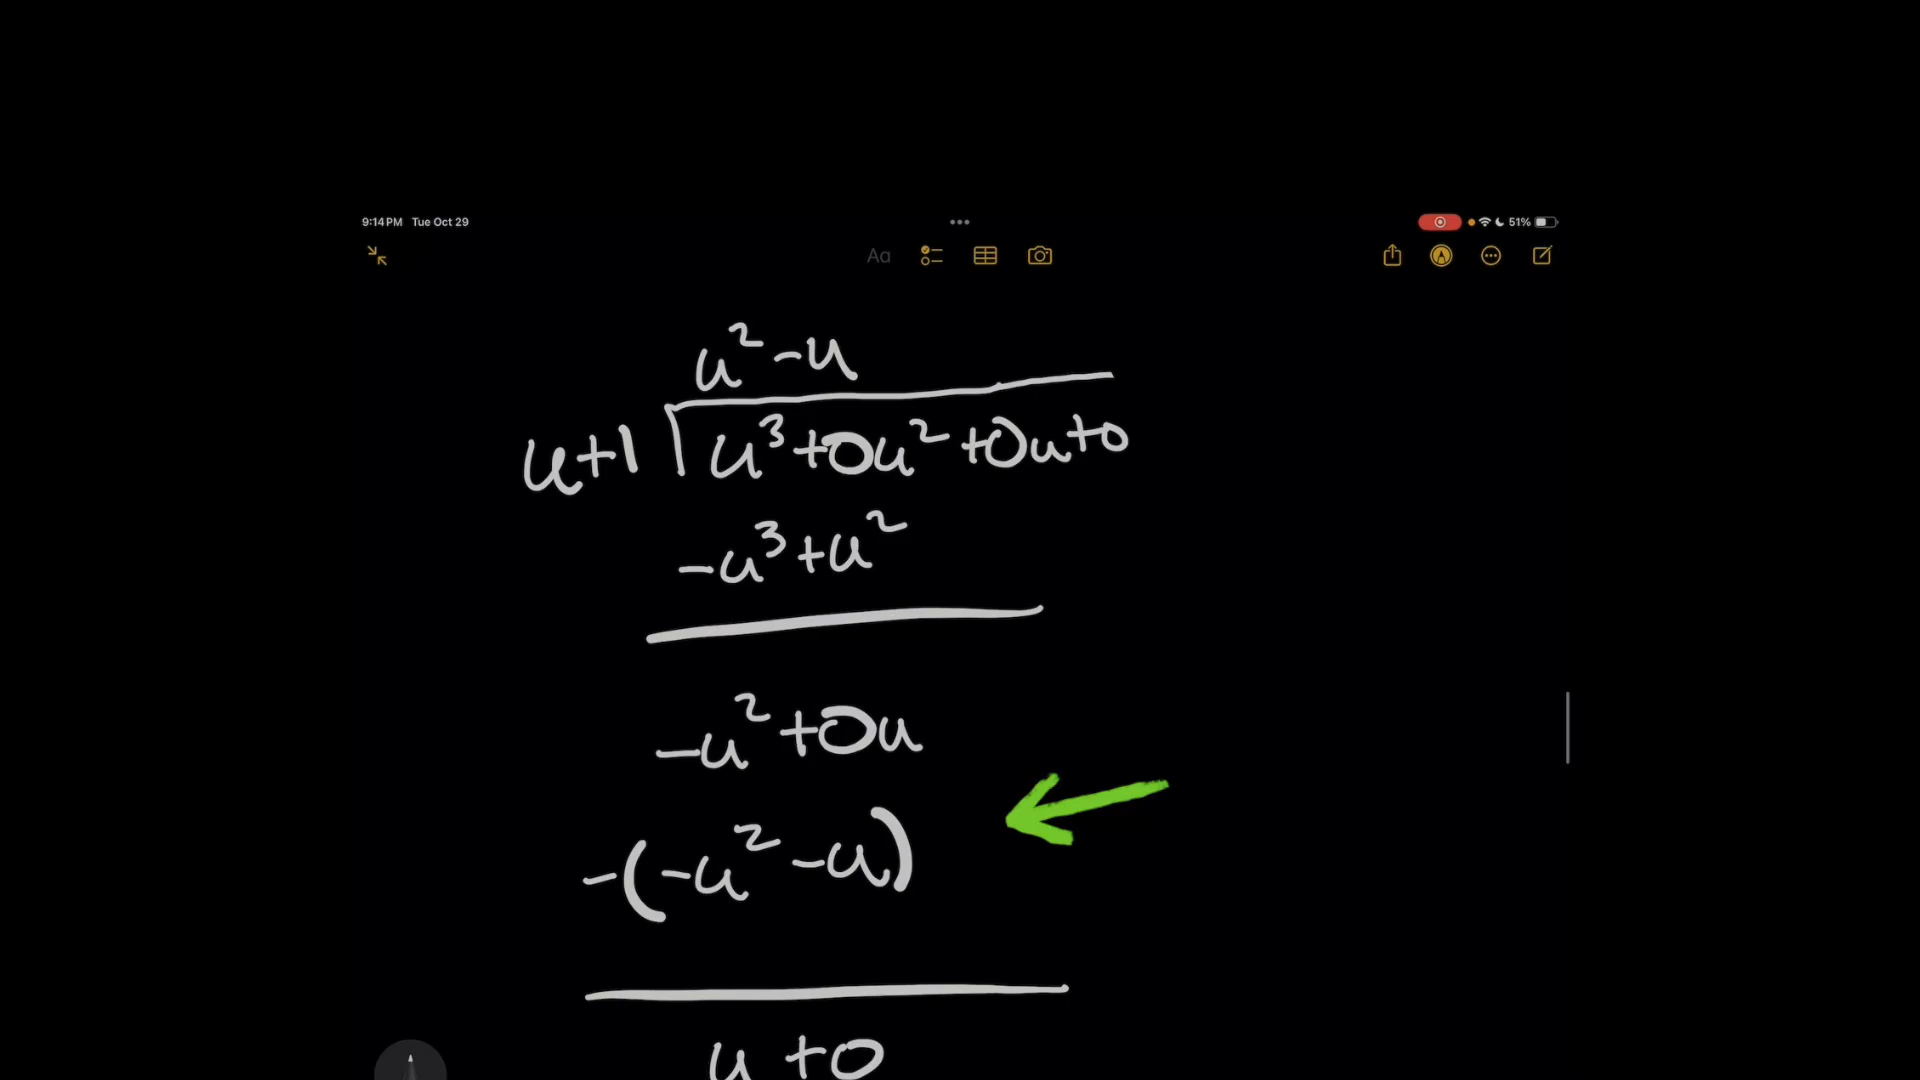 9:14 PM Tue Oct 29
51%
Aa
u² - u
u+1 u³+0u²+0u+0
-u³+u²
-u²+0u
-(-u²-u)
u+0